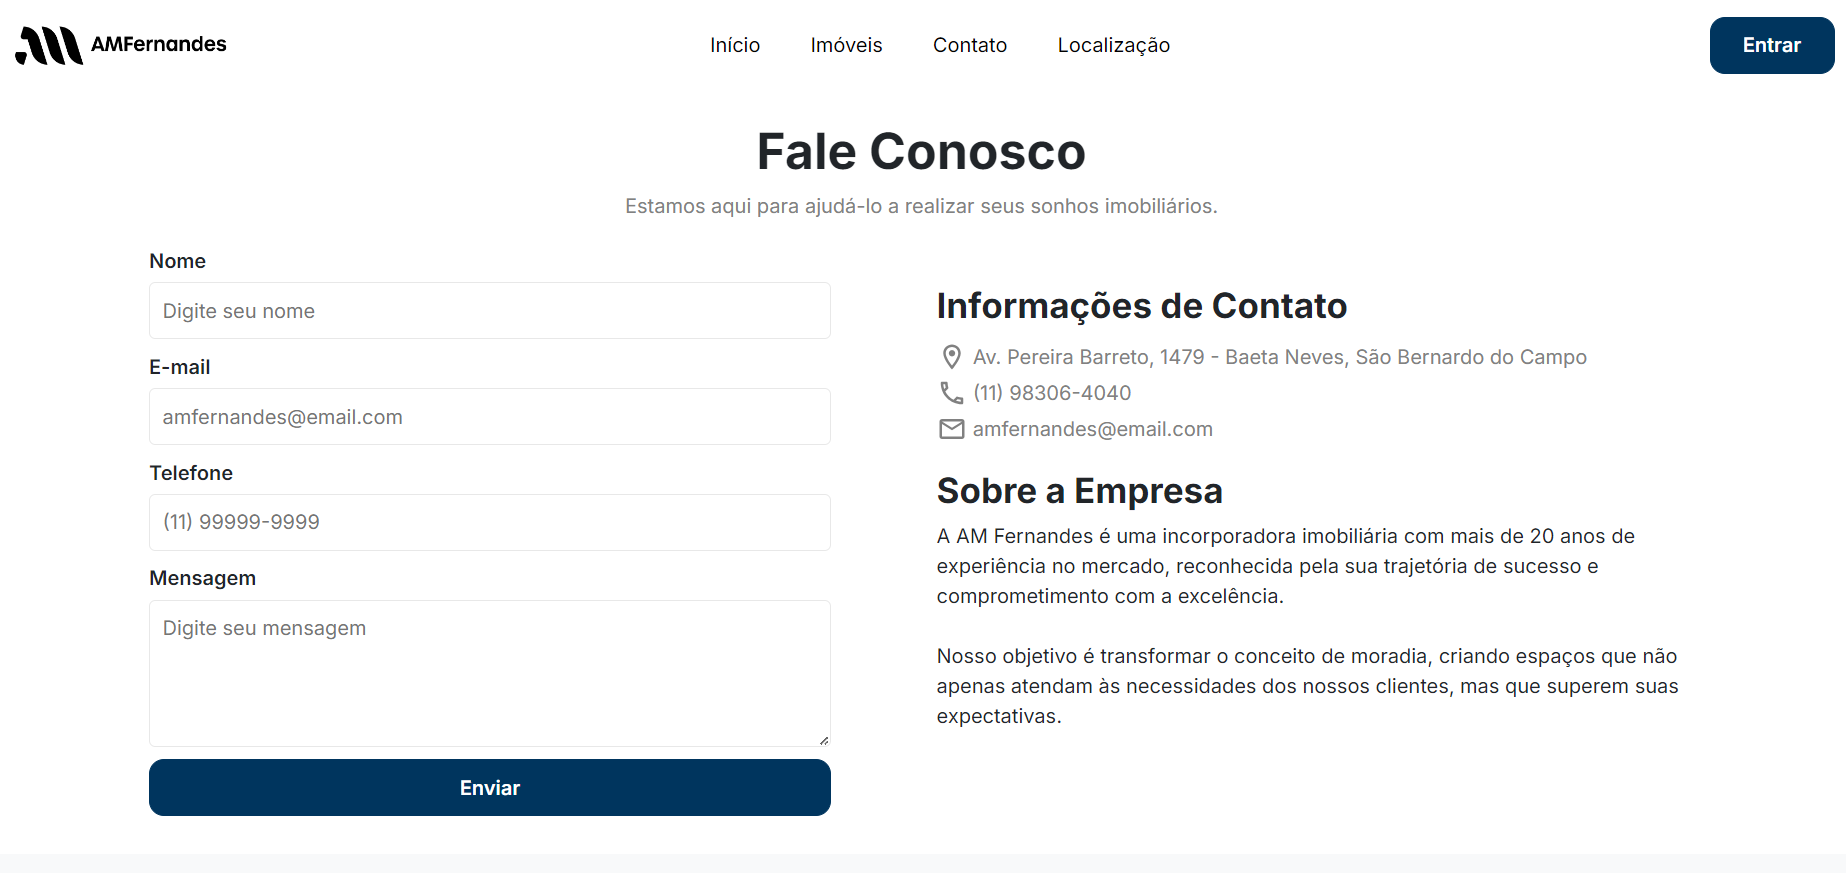 AMFernandes
Início
Imóveis
Contato
Localização
Entrar
Fale Conosco
Estamos aqui para ajudá-lo a realizar seus sonhos imobiliários.
Nome
Digite seu nome
E-mail
amfernandes@email.com
Telefone
(11) 99999-9999
Mensagem
Digite seu mensagem
Enviar
Informações de Contato
Av. Pereira Barreto, 1479 - Baeta Neves, São Bernardo do Campo
(11) 98306-4040
amfernandes@email.com
Sobre a Empresa
A AM Fernandes é uma incorporadora imobiliária com mais de 20 anos de
experiência no mercado, reconhecida pela sua trajetória de sucesso e
comprometimento com a excelência.
Nosso objetivo é transformar o conceito de moradia, criando espaços que não
apenas atendam às necessidades dos nossos clientes, mas que superem suas
expectativas.